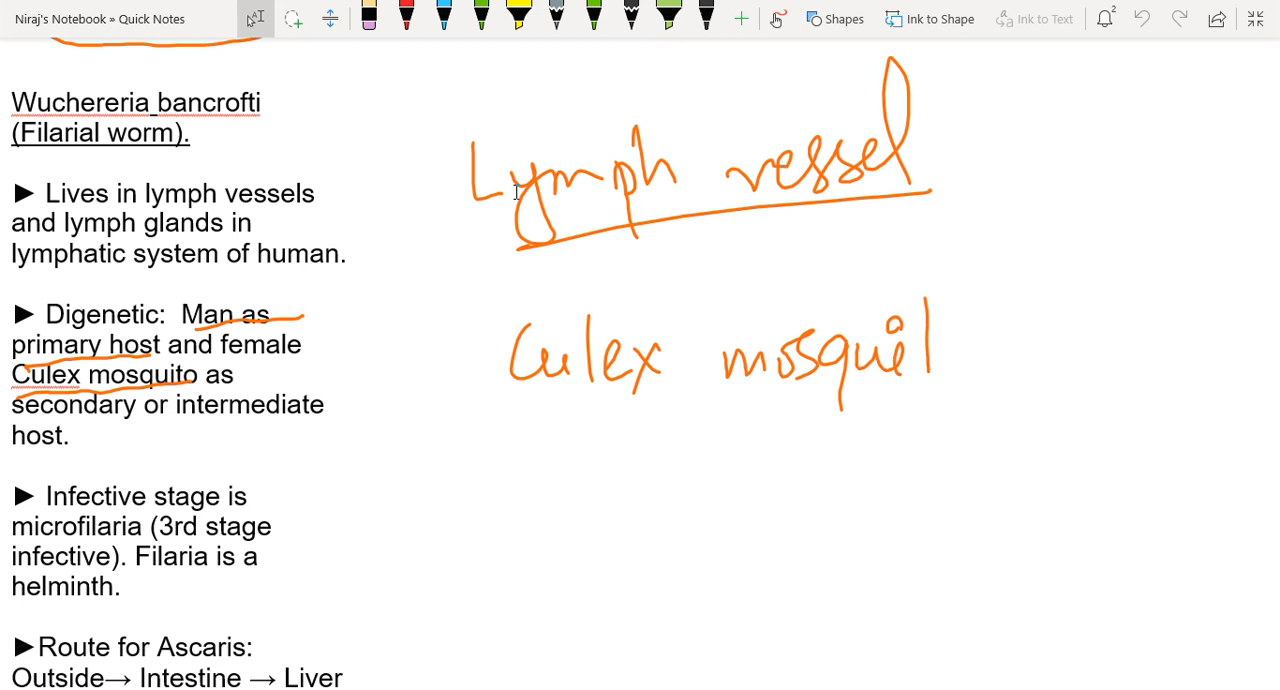 Niraj's Notebook » Quick Notes
Shapes
Ink to Shape
Ink to Text
2
Wuchereria bancrofti
(Filarial worm).
► Lives in lymph vessels
and lymph glands in
lymphatic system of human.
► Digenetic: Man as
primary host and female
Culex mosquito as
secondary or intermediate
host.
► Infective stage is
microfilaria (3rd stage
infective). Filaria is a
helminth.
►Route for Ascaris:
Outside→ Intestine → Liver
Lymph vessel
Culex mosquit